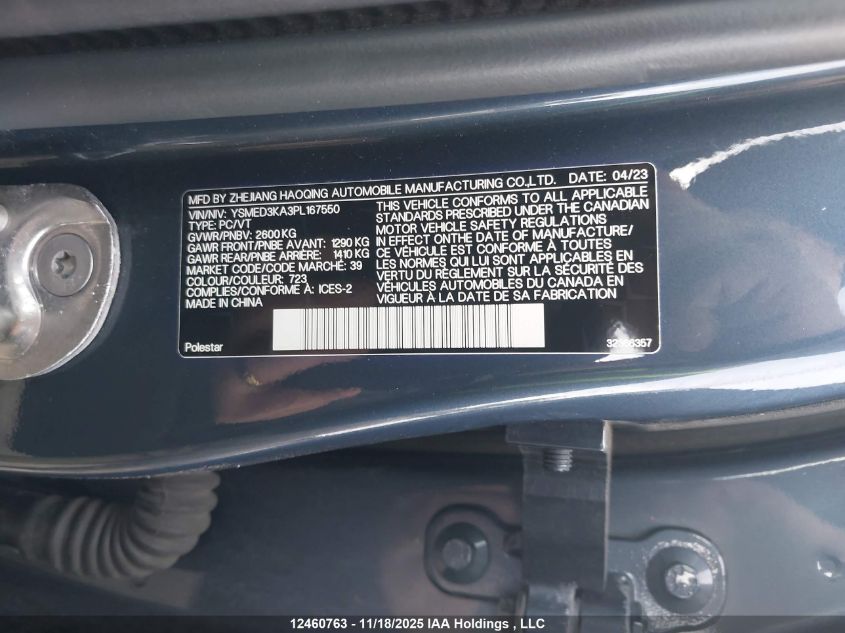 MFD BY ZHEJIANG HAOQING AUTOMOBILE MANUFACTURING CO.,LTD. DATE: 04/23
VIN/NIV: YSMED3KA3PL167550
TYPE: PC/VT
GVWR/PNBV: 2600 KG
GAWR FRONT/PNBE AVANT: 1290 KG
GAWR REAR/PNBE ARRIÈRE: 1410 KG
MARKET CODE/CODE MARCHÉ: 39
COLOUR/COULEUR: 723
COMPLIES/CONFORME À: ICES-2
MADE IN CHINA
THIS VEHICLE CONFORMS TO ALL APPLICABLE
STANDARDS PRESCRIBED UNDER THE CANADIAN
MOTOR VEHICLE SAFETY REGULATIONS
IN EFFECT ONTHE DATE OF MANUFACTURE/
CE VÉHICULE EST CONFORME À TOUTES
LES NORMES QUI LUI SONT APPLICABLES EN
VERTU DU RÈGLEMENT SUR LA SÉCURITÉ DES
VÉHICULES AUTOMOBILES DU CANADA EN
VIGUEUR À LA DATE DE SA FABRICATION
Polestar
12460763 - 11/18/2025 IAA Holdings , LLC